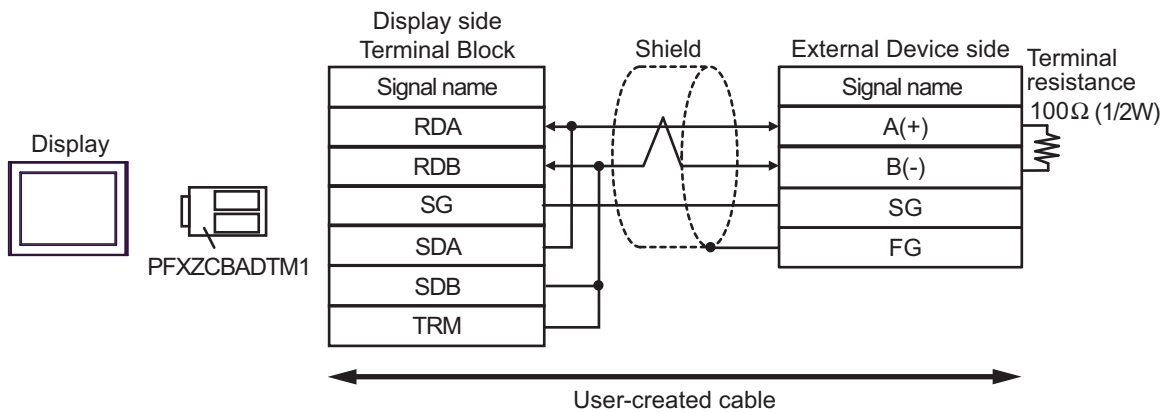 Display side
Terminal Block
Shield
External Device side
Terminal
resistance
100Ω (1/2W)
Signal name
Signal name
RDA
A(+)
Display
RDB
B(-)
SG
SG
SDA
FG
PFXZCBADTM1
SDB
TRM
User-created cable